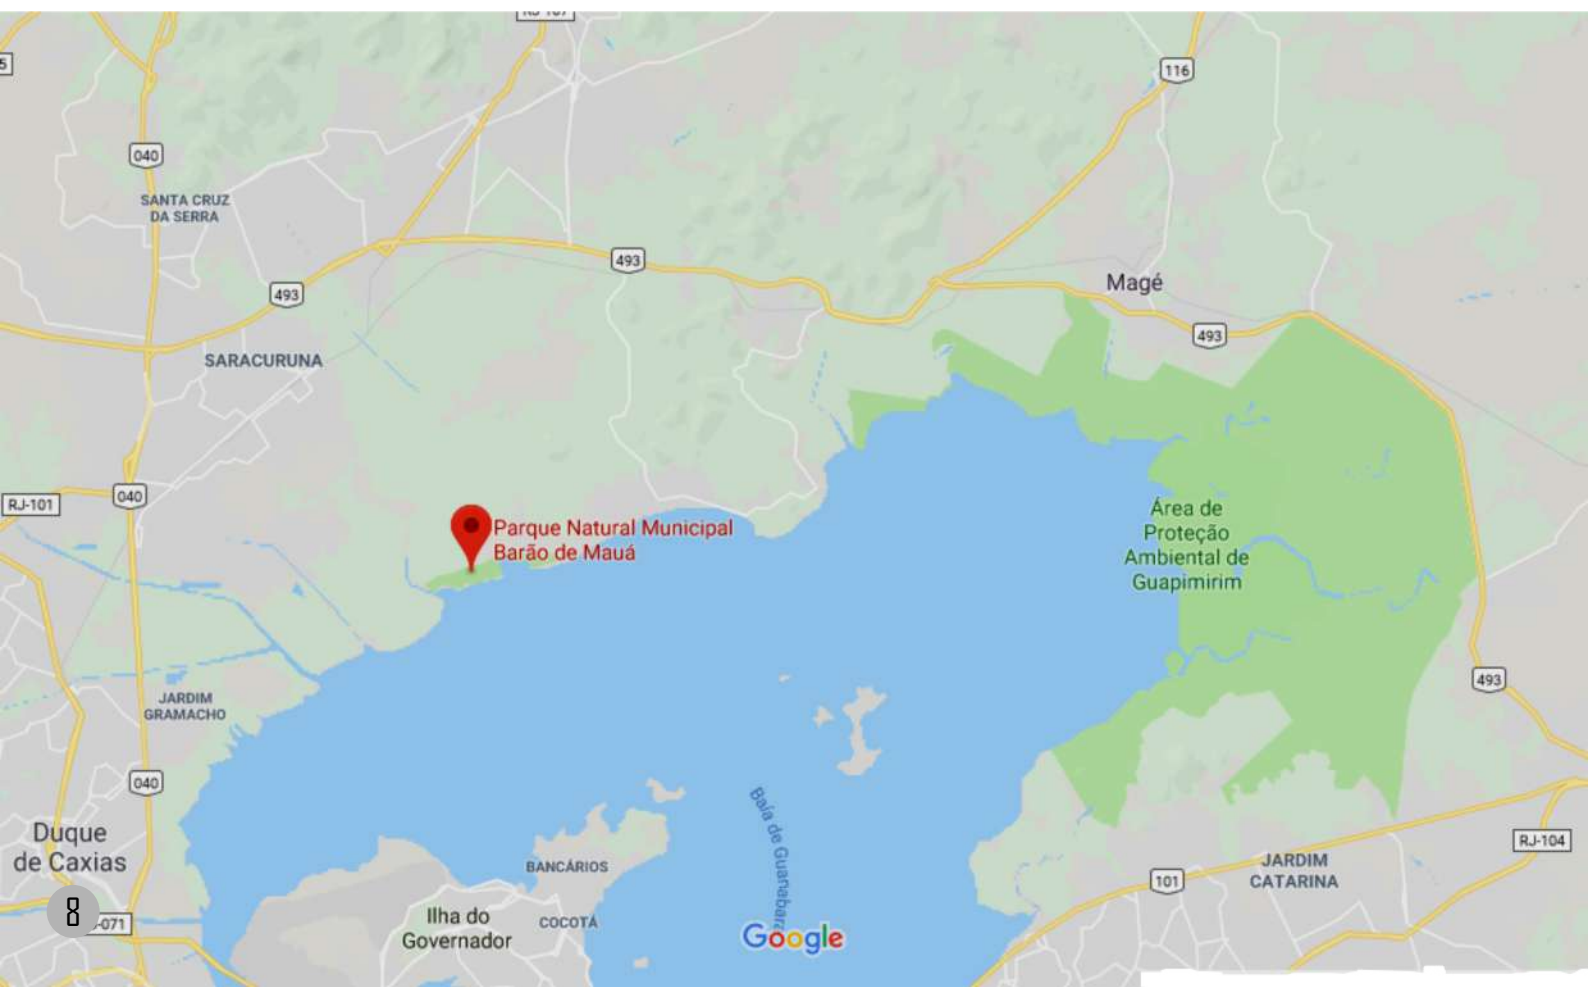 116
040
SANTA CRUZ
DA SERRA
493
493
Magé
493
SARACURUNA
RJ-101
040
Parque Natural Municipal
Barão de Mauá
Área de
Proteção
Ambiental de
Guapimirim
493
JARDIM
GRAMACHO
040
Baía de Guanabara
Duque
de Caxias
RJ-104
BANCÁRIOS
JARDIM
CATARINA
101
8
-071
Ilha do
Governador
COCOTÁ
Google